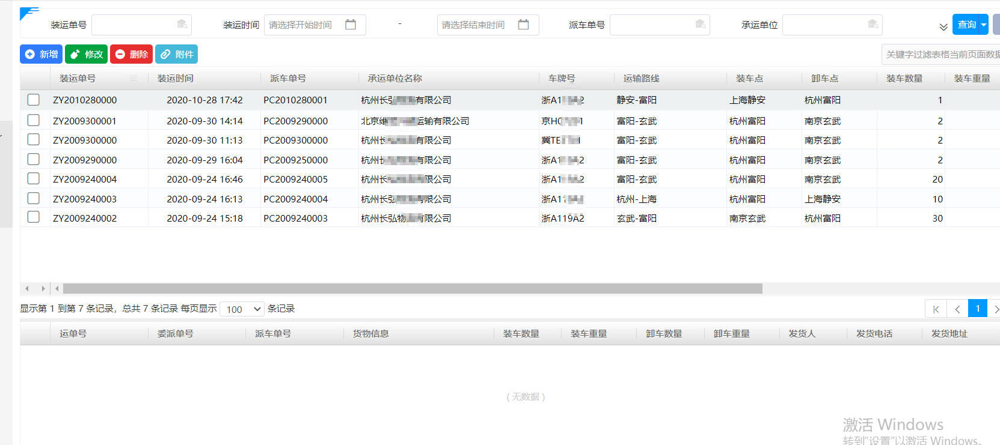 装运单号 装运时间 请选择开始时间 - 请选择结束时间 派车单号 承运单位 查询
新增 修改 删除 附件 关键字过滤表格当前页面数据
装运单号 装运时间 派车单号 承运单位名称 车牌号 运输路线 装车点 卸车点 装车数量 装车重量
ZY2010280000 2020-10-28 17:42 PC2010280001 杭州长弘 有限公司 浙A11 2 静安-富阳 上海静安 杭州富阳 1
ZY2009300001 2020-09-30 14:14 PC2009290000 北京维 运输有限公司 京H0 1 富阳-玄武 杭州富阳 南京玄武 2
ZY2009300000 2020-09-30 11:13 PC2009300000 杭州长 有限公司 冀TE 富阳-玄武 杭州富阳 南京玄武 2
ZY2009290000 2020-09-29 16:04 PC2009250000 杭州长 有限公司 浙A1 2 富阳-玄武 杭州富阳 南京玄武 2
ZY2009240004 2020-09-24 16:46 PC2009240005 杭州长 限公司 浙A1 2 富阳-玄武 杭州富阳 南京玄武 20
ZY2009240003 2020-09-24 16:13 PC2009240004 杭州长弘 限公司 浙A11 杭州-上海 杭州富阳 上海静安 10
ZY2009240002 2020-09-24 15:18 PC2009240003 杭州长弘物 有限公司 浙A119A2 玄武-富阳 南京玄武 杭州富阳 30
显示第 1 到第 7 条记录，总共 7 条记录 每页显示 100 条记录 1
运单号 委派单号 派车单号 货物信息 装车数量 装车重量 卸车数量 卸车重量 发货人 发货电话 发货地址
( 无数据 )
激活 Windows
转到"设置"以激活 Windows。